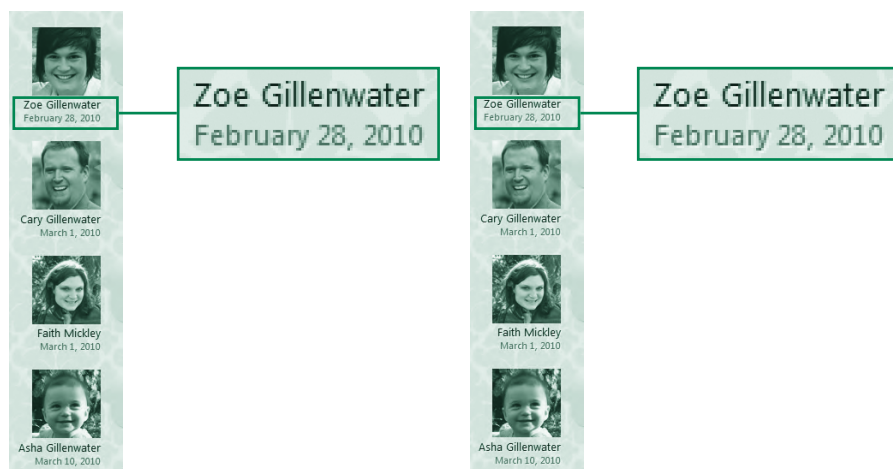 Zoe Gillenwater
February 28, 2010
Zoe Gillenwater
February 28, 2010
Cary Gillenwater
March 1, 2010
Faith Mickley
March 1, 2010
Asha Gillenwater
March 10, 2010
Zoe Gillenwater
February 28, 2010
Zoe Gillenwater
February 28, 2010
Cary Gillenwater
March 1, 2010
Faith Mickley
March 1, 2010
Asha Gillenwater
March 10, 2010